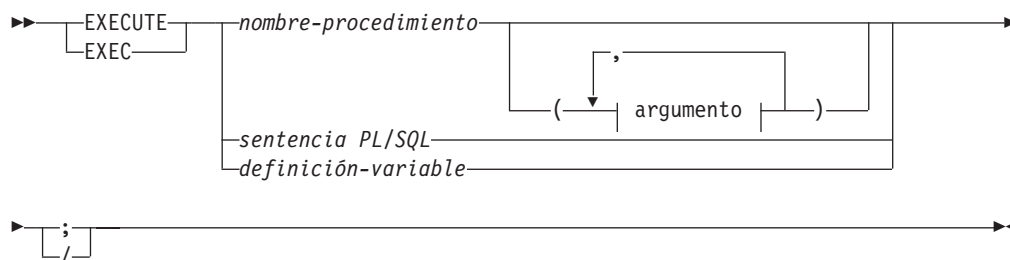 EXECUTE nombre-procedimiento
EXEC ,
( argumento )
sentencia PL/SQL
definición-variable
;
/